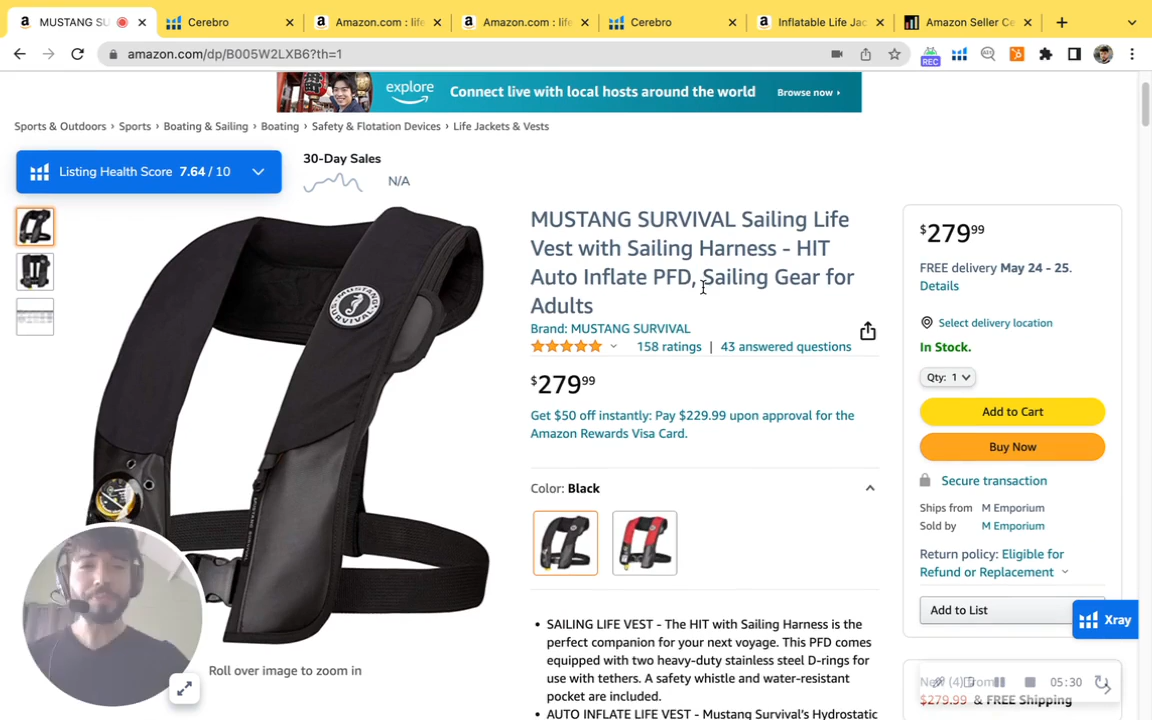 MUSTANG SU
Cerebro
Amazon.com : life
Amazon.com : life
Cerebro
Inflatable Life Jac
Amazon Seller Ce
amazon.com/dp/B005W2LXB6?th=1
REC
explore
Connect live with local hosts around the world
Browse now ›
Sports & Outdoors › Sports › Boating & Sailing › Boating › Safety & Flotation Devices › Life Jackets & Vests
Listing Health Score 7.64 / 10
30-Day Sales
N/A
MUSTANG SURVIVAL Sailing Life
Vest with Sailing Harness - HIT
Auto Inflate PFD, Sailing Gear for
Adults
Brand: MUSTANG SURVIVAL
158 ratings | 43 answered questions
$279⁹⁹
Get $50 off instantly: Pay $229.99 upon approval for the
Amazon Rewards Visa Card.
Color: Black
• SAILING LIFE VEST - The HIT with Sailing Harness is the
perfect companion for your next voyage. This PFD comes
equipped with two heavy-duty stainless steel D-rings for
use with tethers. A safety whistle and water-resistant
pocket are included.
• AUTO INFLATE LIFE VEST - Mustang Survival's Hydrostatic
MUSTANG
SURVIVAL
Roll over image to zoom in
$279⁹⁹
FREE delivery May 24 - 25.
Details
Select delivery location
In Stock.
Qty: 1
Add to Cart
Buy Now
Secure transaction
Ships from M Emporium
Sold by M Emporium
Return policy: Eligible for
Refund or Replacement
Add to List
Xray
New (4) from
05:30
$279.99 & FREE Shipping